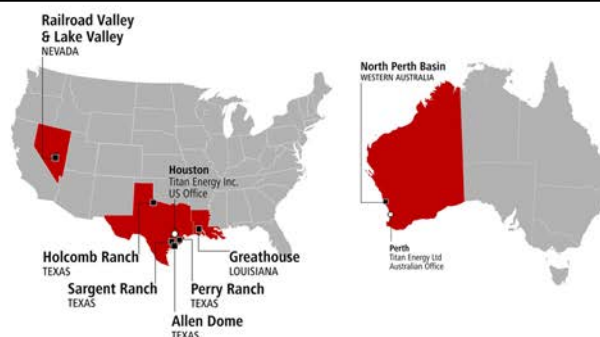 Railroad Valley
& Lake Valley
NEVADA
Houston
Titan Energy Inc.
US Office
Holcomb Ranch
TEXAS
Greathouse
LOUISIANA
Sargent Ranch
TEXAS
Perry Ranch
TEXAS
Allen Dome
TEXAS
North Perth Basin
WESTERN AUSTRALIA
Perth
Titan Energy Ltd
Australian Office